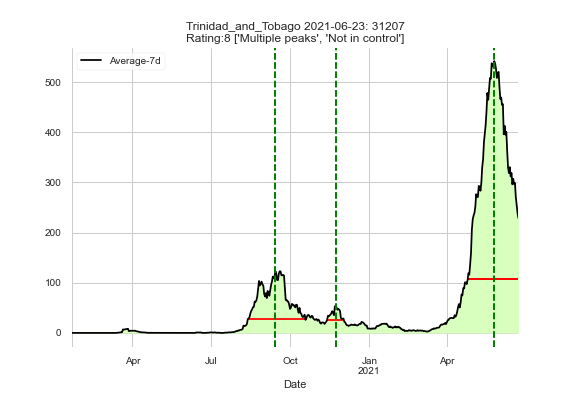 Trinidad_and_Tobago 2021-06-23: 31207
Rating:8 ['Multiple peaks', 'Not in control']
Average-7d
500
400
300
200
100
0
Apr
Jul
Oct
Jan
2021
Apr
Date